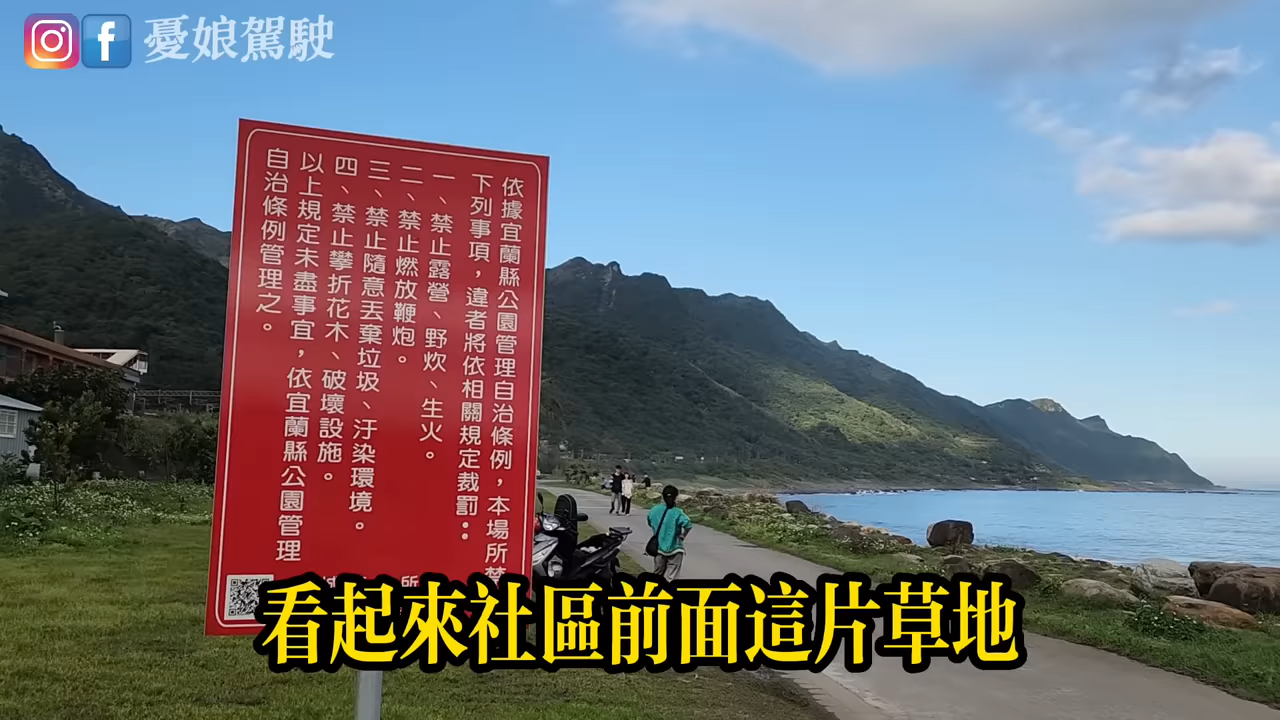 憂娘駕駛
依據宜蘭縣公園管理自治條例，本場所禁
下列事項，違者將依相關規定裁罰：
一、禁止露營、野炊、生火。
二、禁止燃放鞭炮。
三、禁止隨意丟棄垃圾、汙染環境。
四、禁止攀折花木、破壞設施。
以上規定未盡事宜，依宜蘭縣公園管理
自治條例管理之。
看起來社區前面這片草地